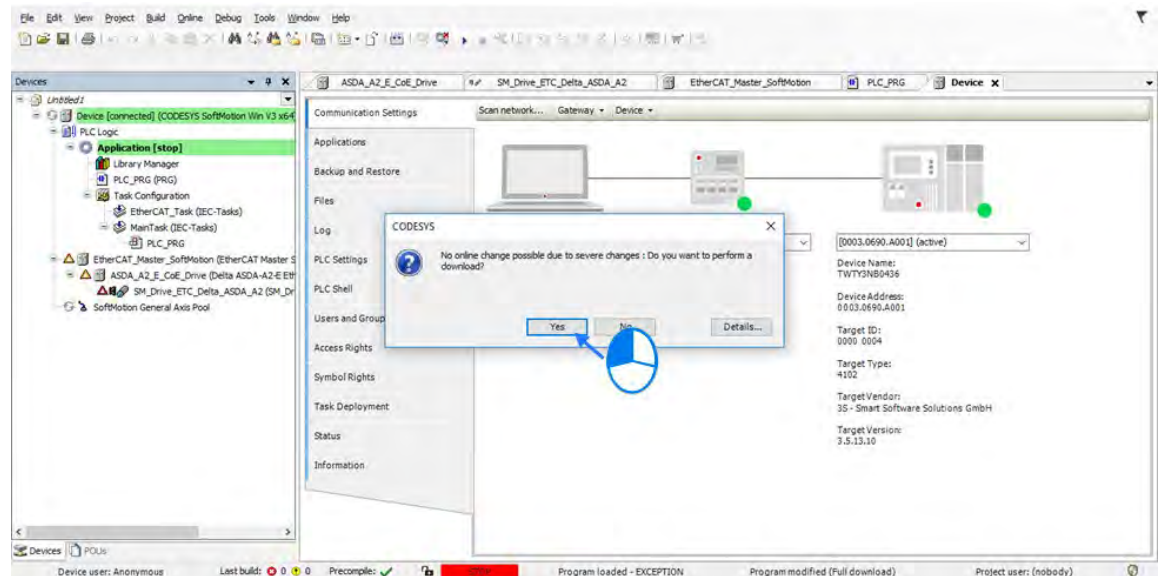 File Edit View Project Build Online Debug Tools Window Help
Devices
ASDA_A2_E_CoE_Drive SM_Drive_ETC_Delta_ASDA_A2 EtherCAT_Master_SoftMotion PLC_PRG Device
Untitled1
Device [connected] (CODESYS SoftMotion Win V3 x64
PLC Logic
Application [stop]
Library Manager
PLC_PRG (PRG)
Task Configuration
EtherCAT_Task (IEC-Tasks)
MainTask (IEC-Tasks)
PLC_PRG
EtherCAT_Master_SoftMotion (EtherCAT Master S
ASDA_A2_E_CoE_Drive (Delta ASDA-A2-E Eth
SM_Drive_ETC_Delta_ASDA_A2 (SM_Dr
SoftMotion General Axis Pool
Communication Settings
Applications
Backup and Restore
Files
Log
PLC Settings
PLC Shell
Users and Group
Access Rights
Symbol Rights
Task Deployment
Status
Information
Scan network... Gateway Device
CODESYS
No online change possible due to severe changes : Do you want to perform a
download?
Yes No Details...
[0003.0690.A001] (active)
Device Name:
TWTY3NB0436
Device Address:
0003.0690.A001
Target ID:
0000 0004
Target Type:
4102
Target Vendor:
3S - Smart Software Solutions GmbH
Target Version:
3.5.13.10
Devices POUs
Device user: Anonymous Last build: 0 0 Precompile: STOP Program loaded - EXCEPTION Program modified (Full download) Project user: (nobody)